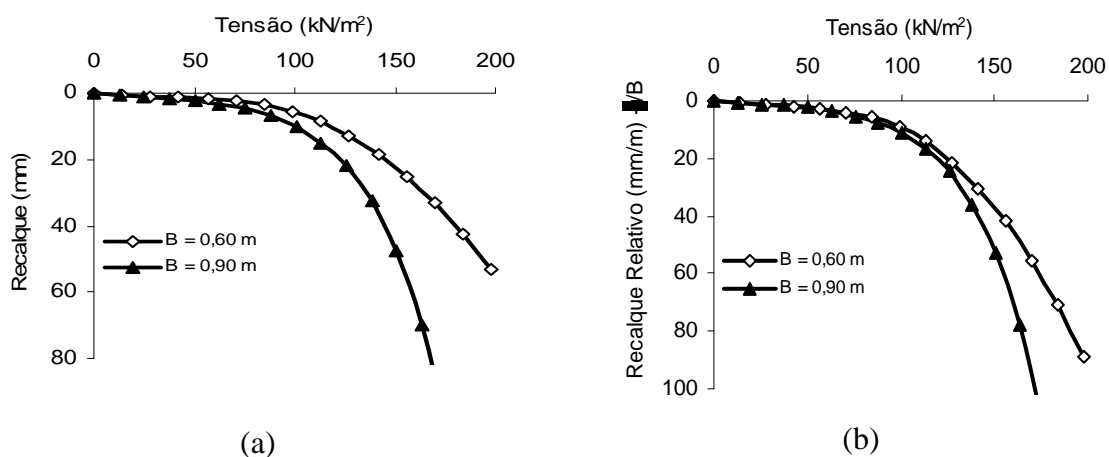 Tensão (kN/m²)
0 50 100 150 200
0
20
40
60
80
Recalque (mm)
B = 0,60 m
B = 0,90 m
(a)
Tensão (kN/m²)
0 50 100 150 200
0
20
40
60
80
100
Recalque Relativo (mm/m) - /B
B = 0,60 m
B = 0,90 m
(b)